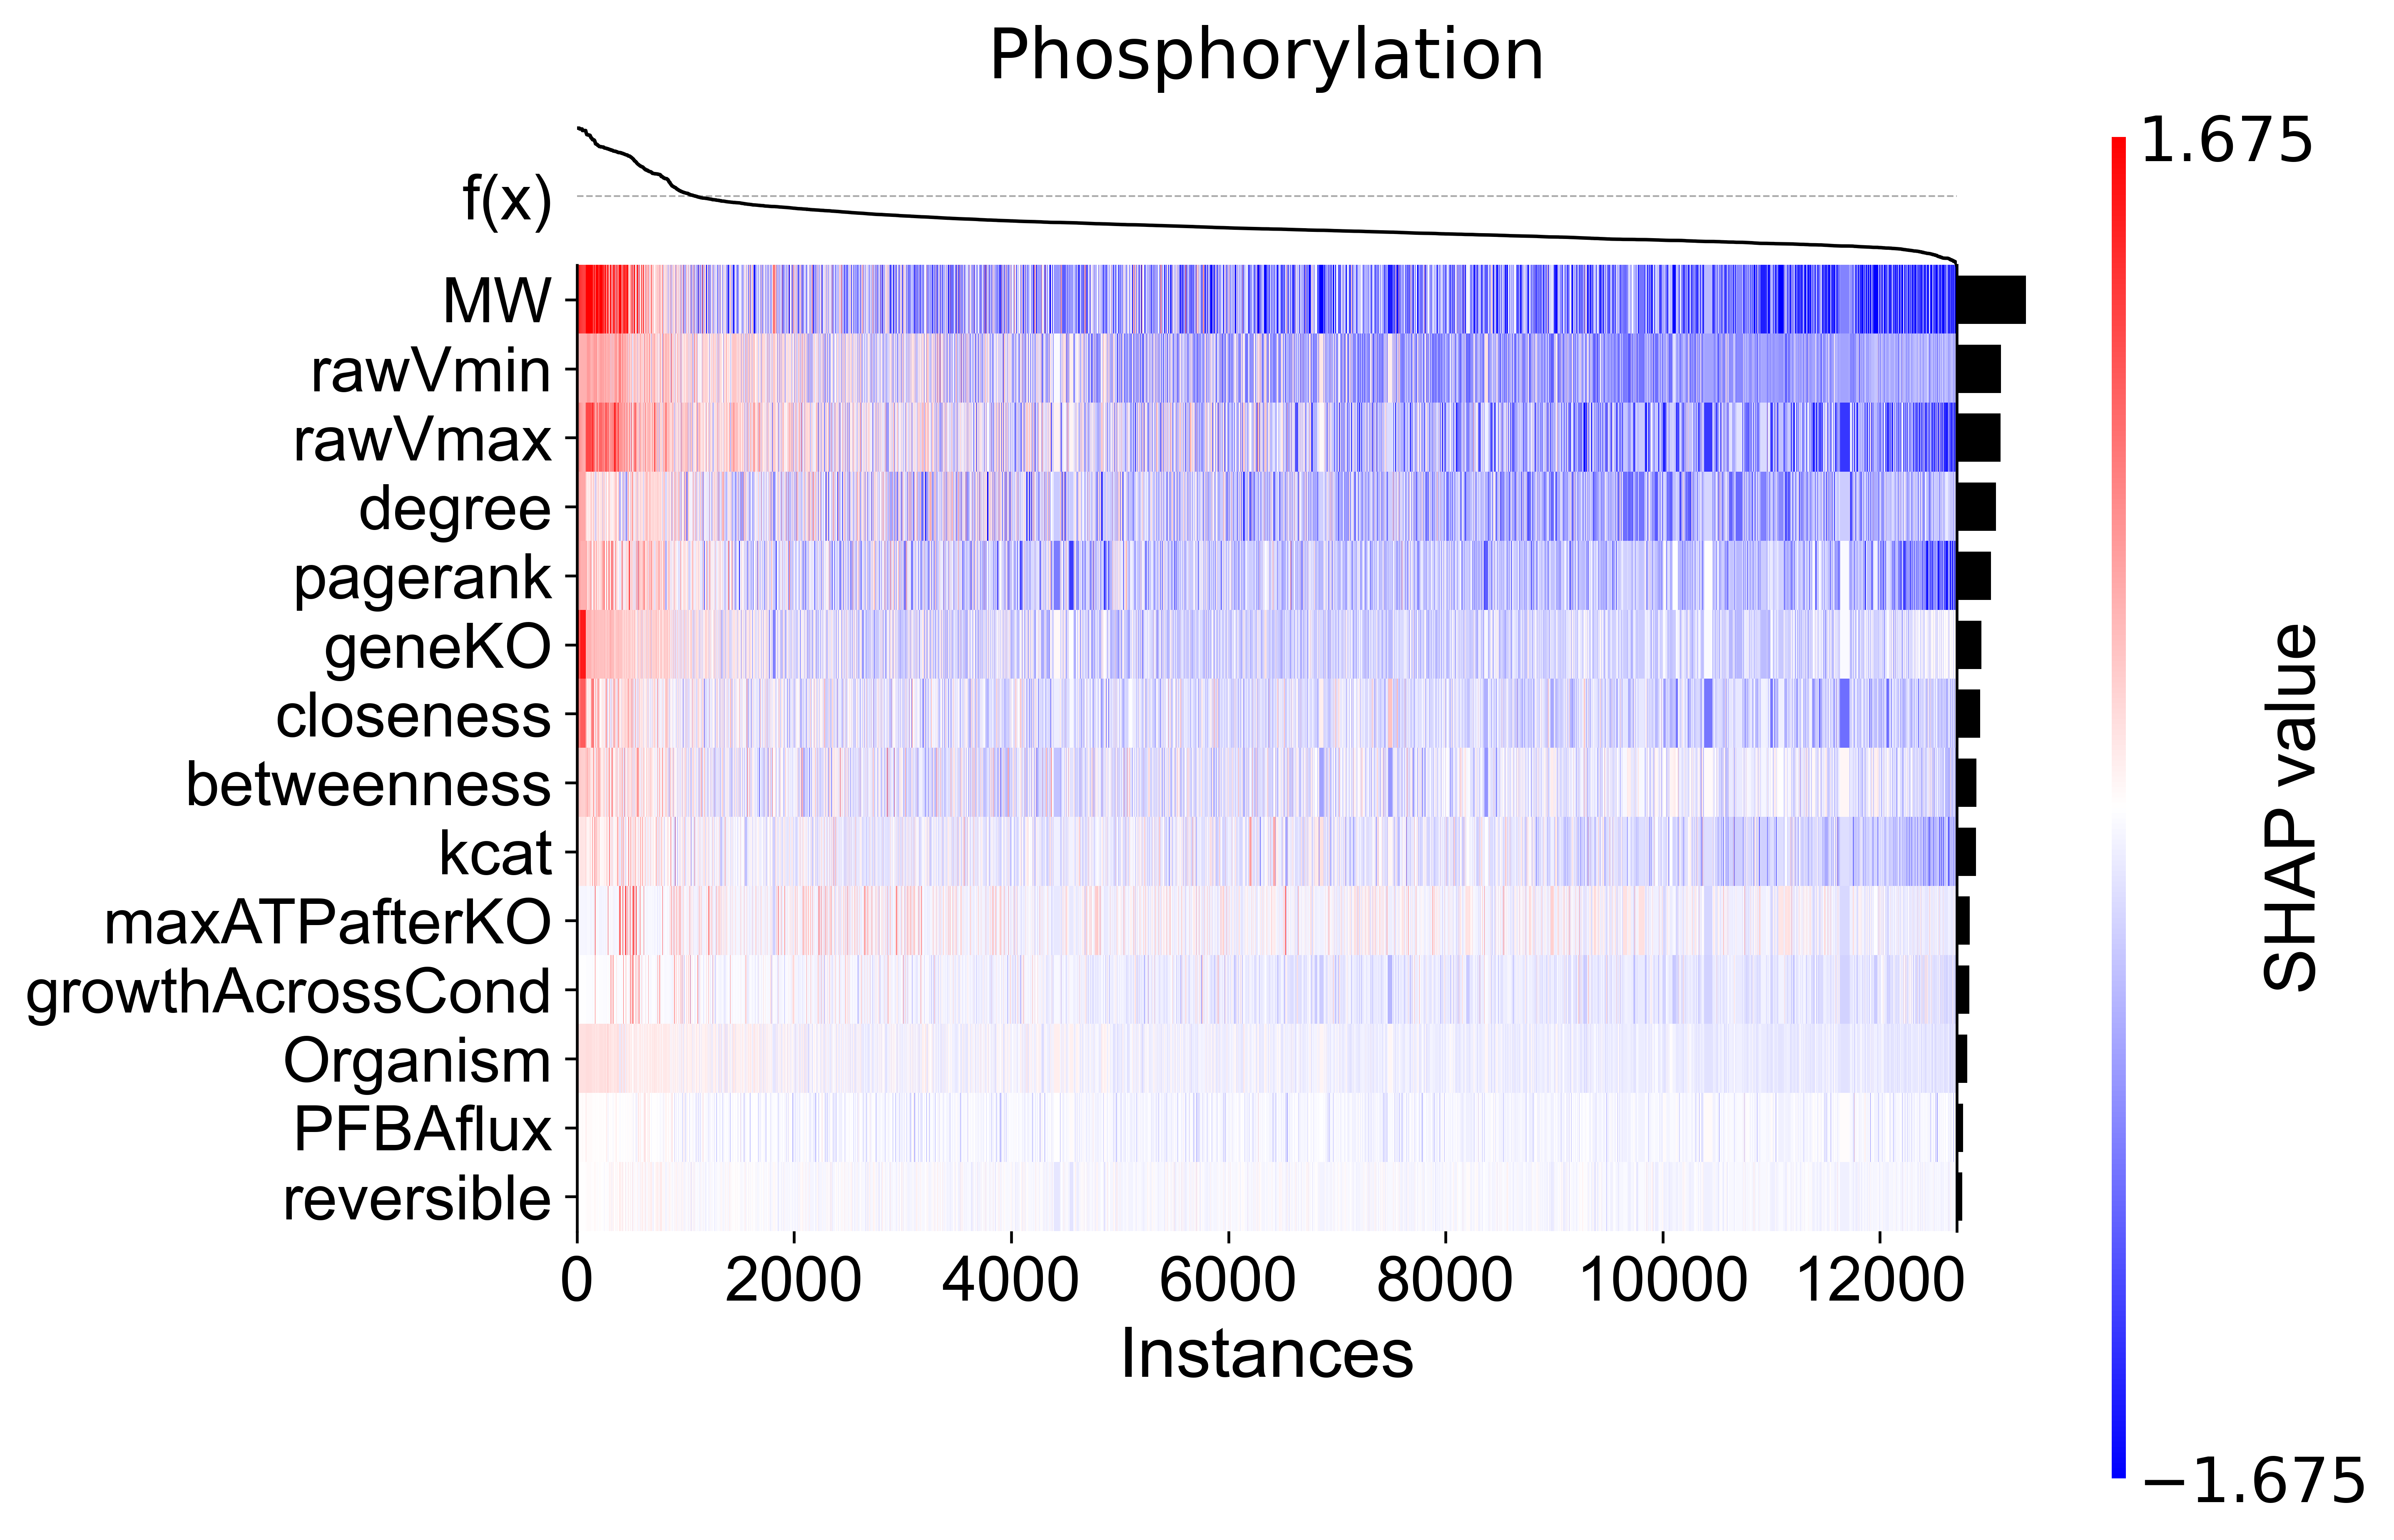 Phosphorylation
f(x)
MW
rawVmin
rawVmax
degree
pagerank
geneKO
closeness
betweenness
kcat
maxATPafterKO
growthAcrossCond
Organism
PFBAflux
reversible
0 2000 4000 6000 8000 10000 12000
Instances
1.675
SHAP value
−1.675